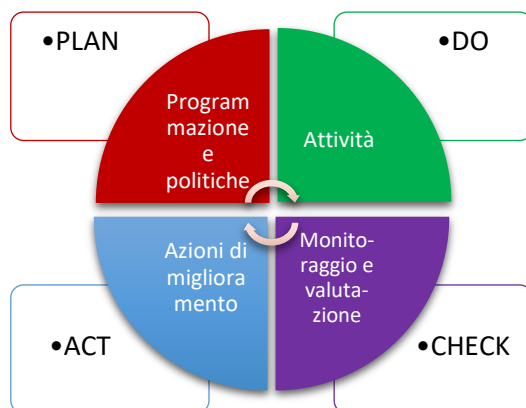 •PLAN
•DO
Program
mazione
e
politiche
Attività
Azioni di
migliora
mento
Monito-
raggio e
valuta-
zione
•ACT
•CHECK